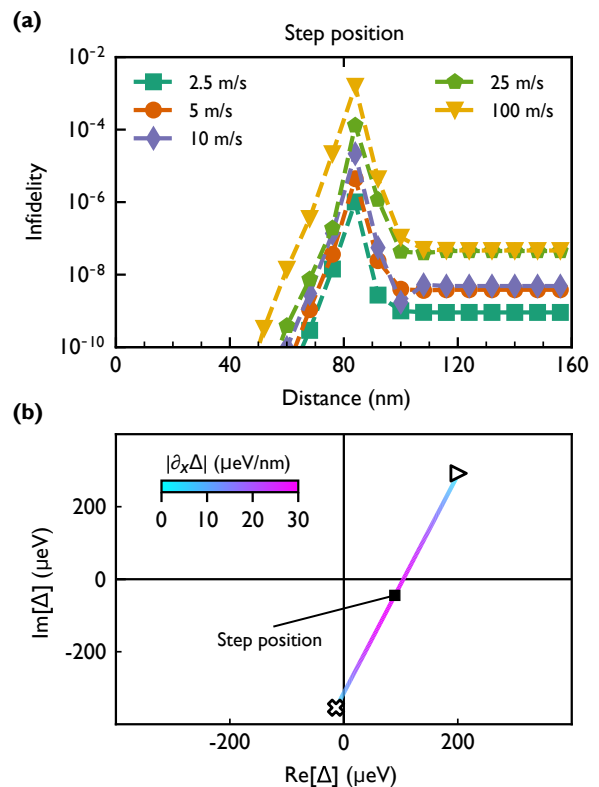 (a)
Step position
10⁻²
10⁻⁴
10⁻⁶
10⁻⁸
10⁻¹⁰
Infidelity
2.5 m/s
5 m/s
10 m/s
25 m/s
100 m/s
0
40
80
120
160
Distance (nm)
(b)
|∂ₓΔ| (µeV/nm)
0 10 20 30
200
0
-200
Im[Δ] (µeV)
Step position
-200
0
200
Re[Δ] (µeV)